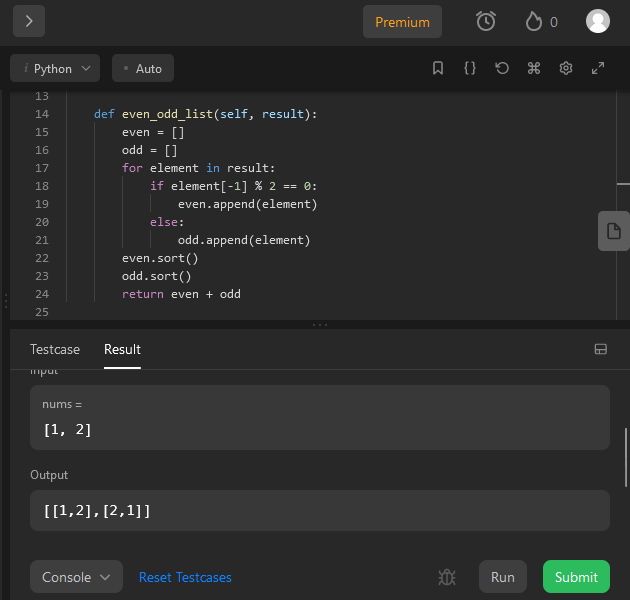 Premium
0
i Python
Auto
13
14 def even_odd_list(self, result):
15 even = []
16 odd = []
17 for element in result:
18 if element[-1] % 2 == 0:
19 even.append(element)
20 else:
21 odd.append(element)
22 even.sort()
23 odd.sort()
24 return even + odd
25
Testcase Result
Input
nums =
[1, 2]
Output
[[1,2],[2,1]]
Console Reset Testcases Run Submit